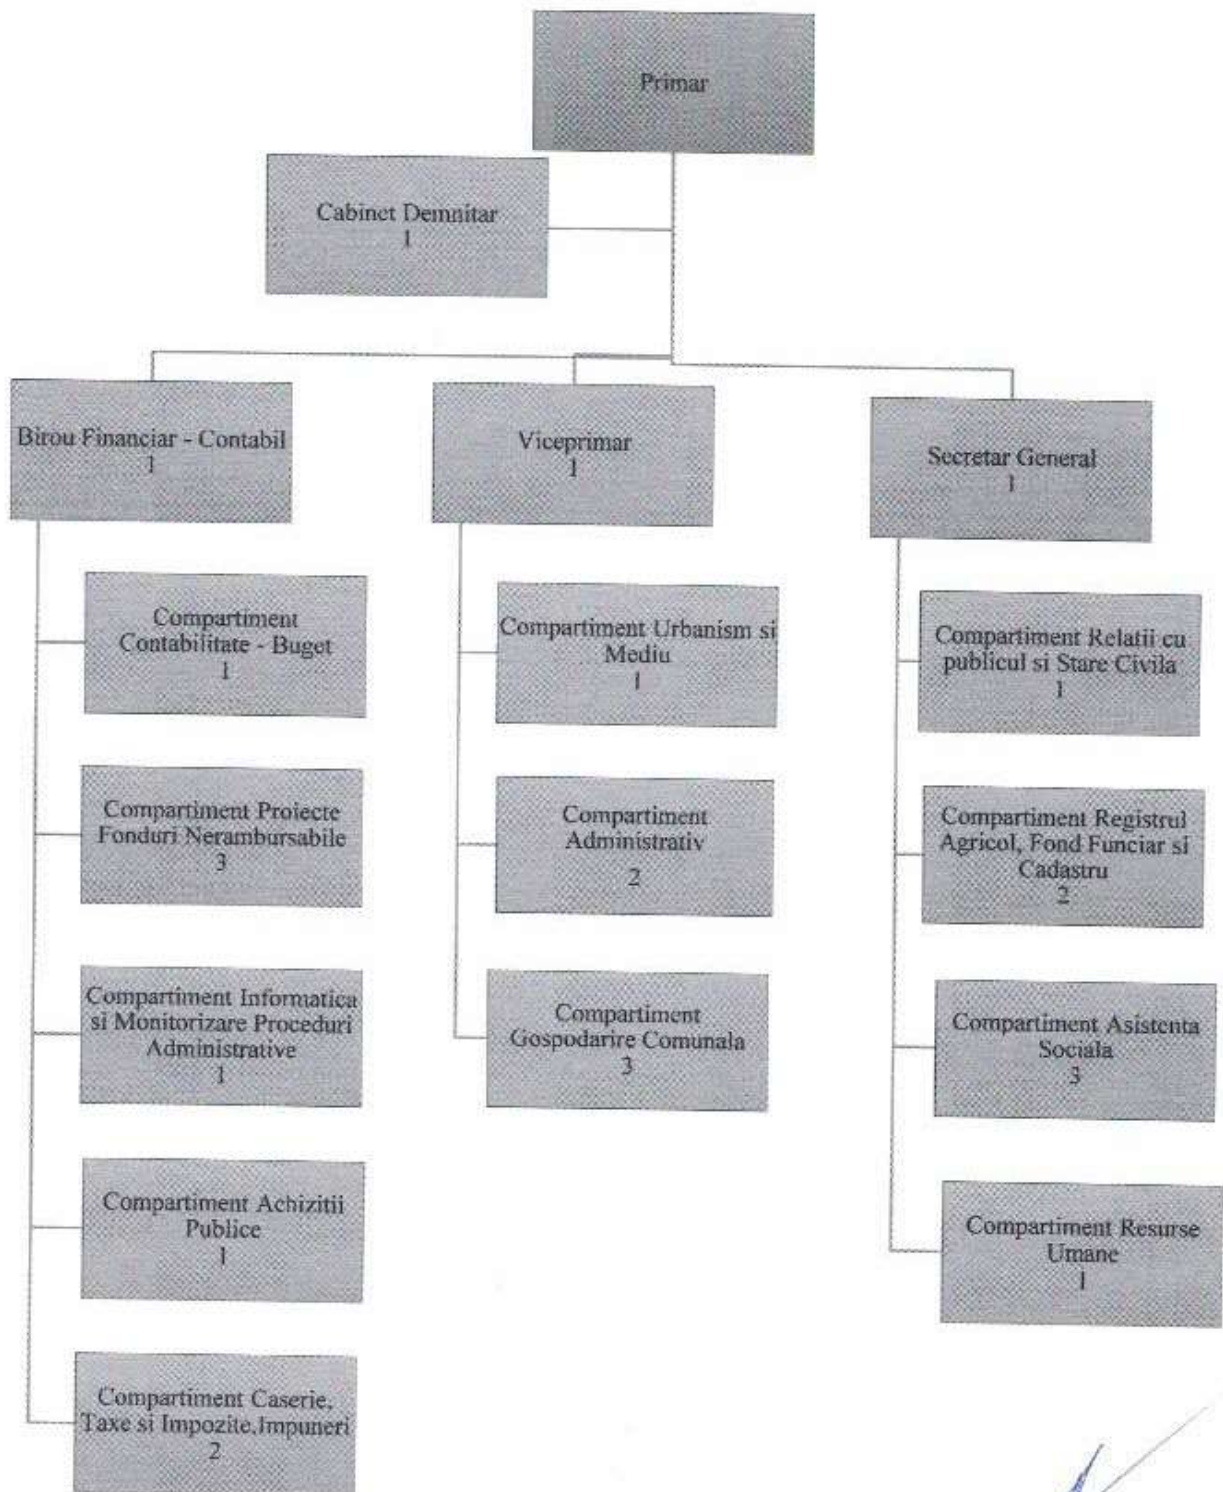 Primar
Cabinet Demnitar
1
Birou Financiar - Contabil
1
Compartiment
Contabilitate - Buget
1
Compartiment Proiecte
Fonduri Nerambursabile
3
Compartiment Informatica
si Monitorizare Proceduri
Administrative
1
Compartiment Achizitii
Publice
1
Compartiment Caserie,
Taxe si Impozite,Impuneri
2
Viceprimar
1
Compartiment Urbanism si
Mediu
1
Compartiment
Administrativ
2
Compartiment
Gospodarire Comunala
3
Secretar General
1
Compartiment Relatii cu
publicul si Stare Civila
1
Compartiment Registrul
Agricol, Fond Funciar si
Cadastru
2
Compartiment Asistenta
Sociala
3
Compartiment Resurse
Umane
1